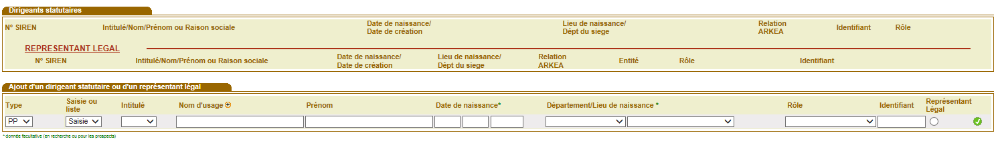 Dirigeants statutaires
N° SIREN Intitulé/Nom/Prénom ou Raison sociale Date de naissance/ Lieu de naissance/ Relation Identifiant Rôle
Date de création Dépt du siege ARKEA
REPRESENTANT LEGAL
N° SIREN Intitulé/Nom/Prénom ou Raison sociale Date de naissance/ Lieu de naissance/ Relation Entité Rôle Identifiant
Date de création Dépt du siege ARKEA
Ajout d'un dirigeant statutaire ou d'un représentant légal
Type Saisie ou Intitulé Nom d'usage Prénom Date de naissance* Département/Lieu de naissance * Rôle Identifiant Représentant
liste Légal
PP Saisie
* donnée facultative (en recherche ou pour les prospects)